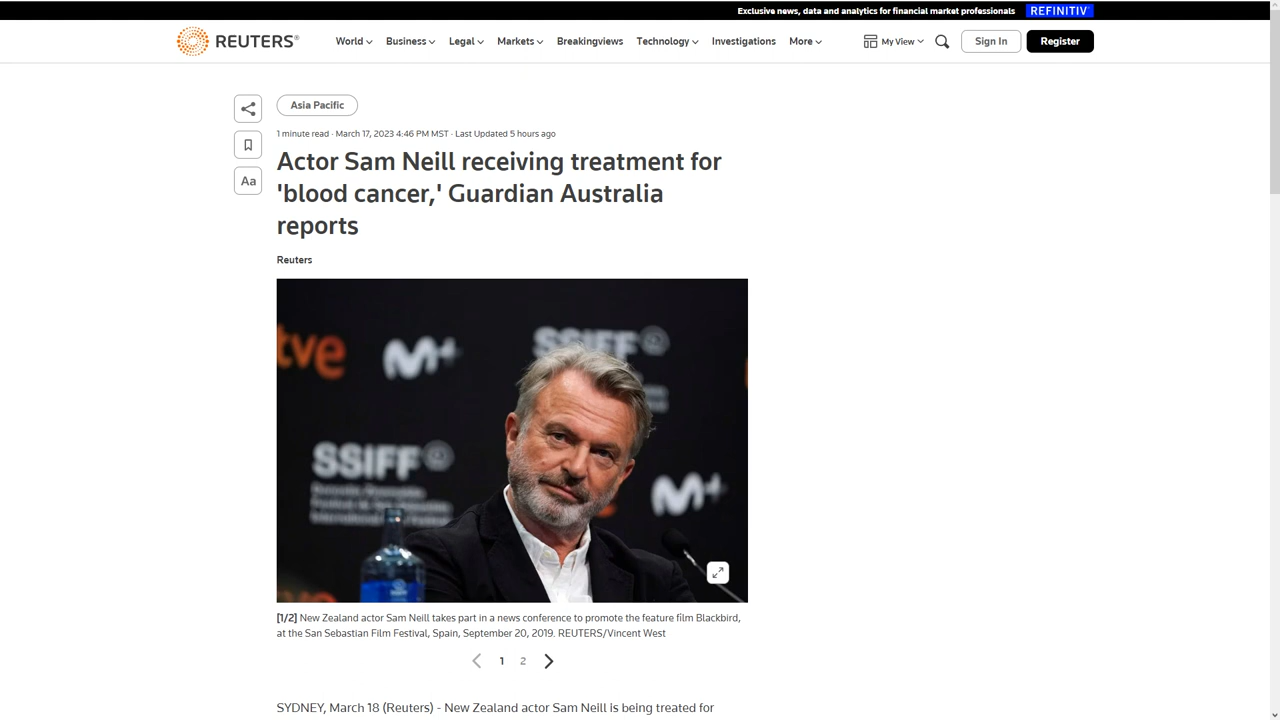 Exclusive news, data and analytics for financial market professionals REFINITIV
REUTERS® World Business Legal Markets Breakingviews Technology Investigations More My View Sign In Register
Asia Pacific
1 minute read · March 17, 2023 4:46 PM MST · Last Updated 5 hours ago
Aa
Actor Sam Neill receiving treatment for
'blood cancer,' Guardian Australia
reports
Reuters
tve M+ SSIFF
SSIFF
M+
[1/2] New Zealand actor Sam Neill takes part in a news conference to promote the feature film Blackbird,
at the San Sebastian Film Festival, Spain, September 20, 2019. REUTERS/Vincent West
1 2
SYDNEY, March 18 (Reuters) - New Zealand actor Sam Neill is being treated for